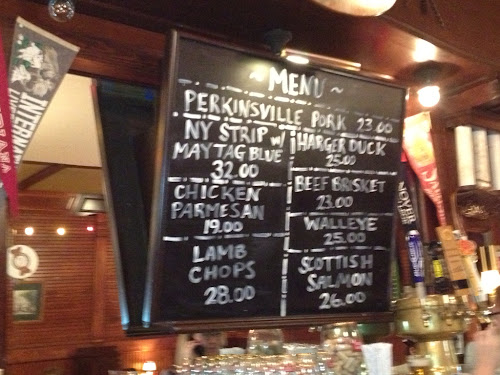 ~ MENU ~
PERKINSVILLE PORK 23.00
NY STRIP w/
MAYTAG BLUE
32.00
HARGER DUCK
25.00
CHICKEN
PARMESAN
19.00
BEEF BRISKET
23.00
WALLEYE
25.00
LAMB
CHOPS
28.00
SCOTTISH
SALMON
26.00
INTERN